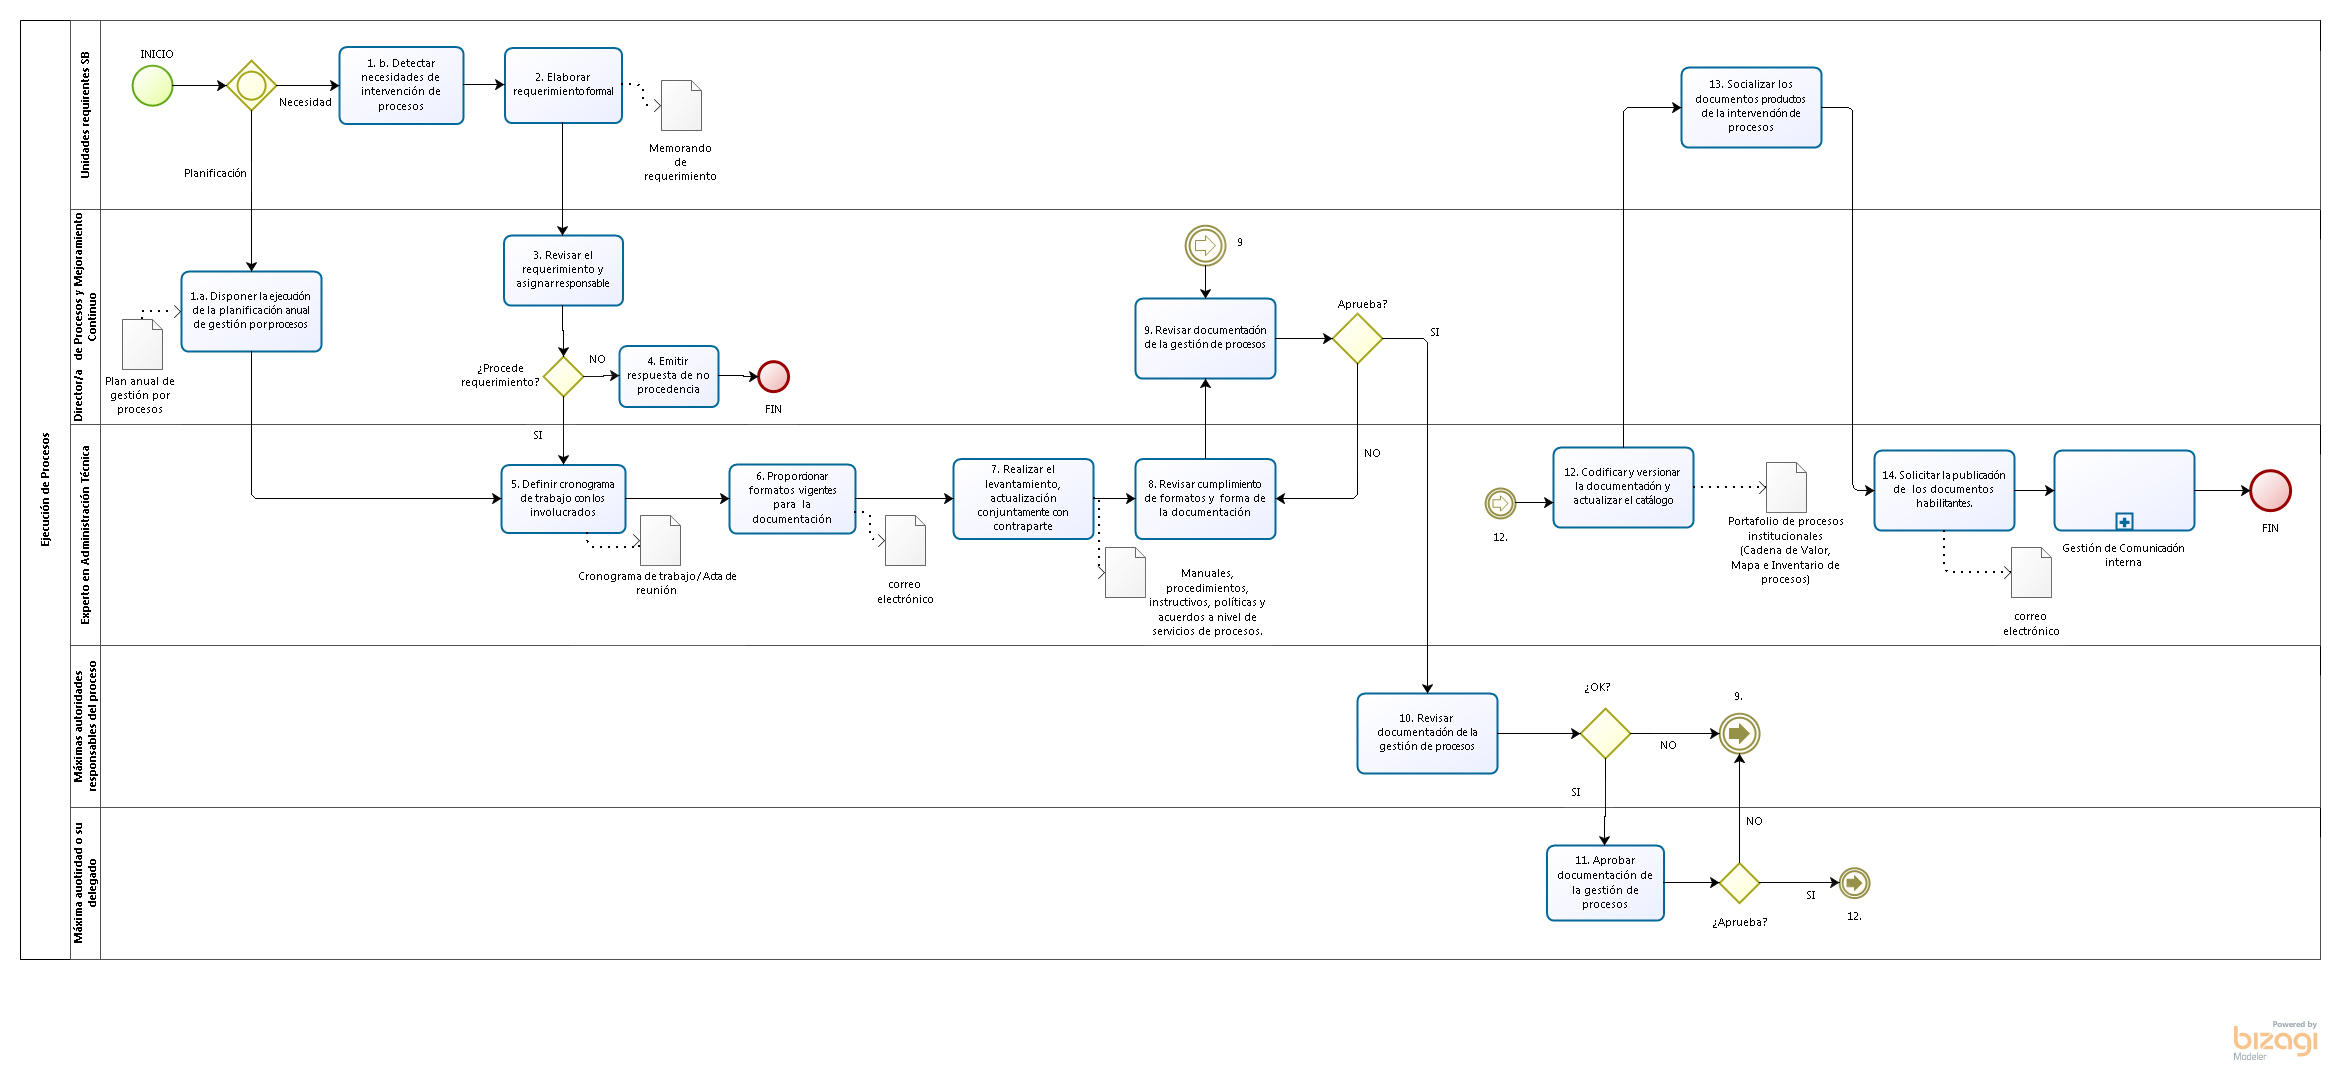 Ejecución de Procesos
Unidades requirentes SB
INICIO
Necesidad
Planificación
1. b. Detectar
necesidades de
intervención de
procesos
2. Elaborar
requerimiento formal
Memorando
de
requerimiento
13. Socializar los
documentos productos
de la intervención de
procesos
Director/a de Procesos y Mejoramiento
Continuo
1.a. Disponer la ejecución
de la planificación anual
de gestión por procesos
Plan anual de
gestión por
procesos
3. Revisar el
requerimiento y
asignar responsable
¿Procede
requerimiento?
NO
SI
4. Emitir
respuesta de no
procedencia
FIN
9
9. Revisar documentación
de la gestión de procesos
Aprueba?
SI
NO
Experto en Administración Técnica
5. Definir cronograma
de trabajo con los
involucrados
Cronograma de trabajo / Acta de
reunión
6. Proporcionar
formatos vigentes
para la
documentación
correo
electrónico
7. Realizar el
levantamiento,
actualización
conjuntamente con
contraparte
Manuales,
procedimientos,
instructivos, políticas y
acuerdos a nivel de
servicios de procesos.
8. Revisar cumplimiento
de formatos y forma de
la documentación
12.
12. Codificar y versionar
la documentación y
actualizar el catálogo
Portafolio de procesos
institucionales
(Cadena de Valor,
Mapa e Inventario de
procesos)
14. Solicitar la publicación
de los documentos
habilitantes.
correo
electrónico
Gestión de Comunicación
interna
FIN
Máximas autoridades
responsables del proceso
10. Revisar
documentación de la
gestión de procesos
¿OK?
NO
SI
9.
Máxima auotiridad o su
delegado
11. Aprobar
documentación de
la gestión de
procesos
¿Aprueba?
NO
SI
12.
Powered by
bizagi
Modeler